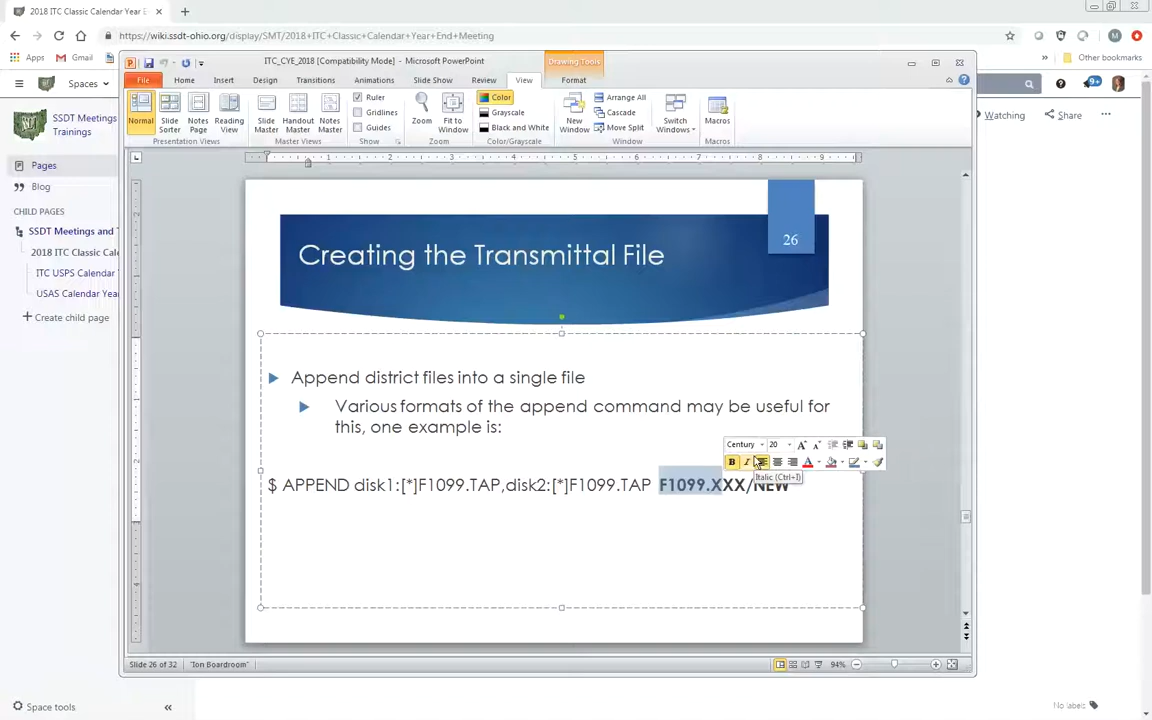 2018 ITC Classic Calendar Year E
https://wiki.ssdt-ohio.org/display/SMT/2018+ITC+Classic+Calendar+Year+End+Meeting
M
Apps
Gmail
Other bookmarks
ITC_CYE_2018 [Compatibility Mode] - Microsoft PowerPoint
Drawing Tools
File
Home
Insert
Design
Transitions
Animations
Slide Show
Review
View
Format
Spaces
9+
Normal
Slide Sorter
Notes Page
Reading View
Presentation Views
Slide Master
Handout Master
Notes Master
Master Views
Ruler
Gridlines
Guides
Show
Zoom
Fit to Window
Zoom
Color
Grayscale
Black and White
Color/Grayscale
New Window
Arrange All
Cascade
Move Split
Window
Switch Windows
Macros
Macros
SSDT Meetings
Trainings
Watching
Share
Pages
Blog
CHILD PAGES
SSDT Meetings and T
2018 ITC Classic Cale
ITC USPS Calendar
USAS Calendar Year
Create child page
Space tools
26
Creating the Transmittal File
Append district files into a single file
Various formats of the append command may be useful for
this, one example is:
Century
20
Italic (Ctrl+I)
$ APPEND disk1:[*]F1099.TAP,disk2:[*]F1099.TAP F1099.XXX/NEW
Slide 26 of 32
"Ion Boardroom"
94%
No labels